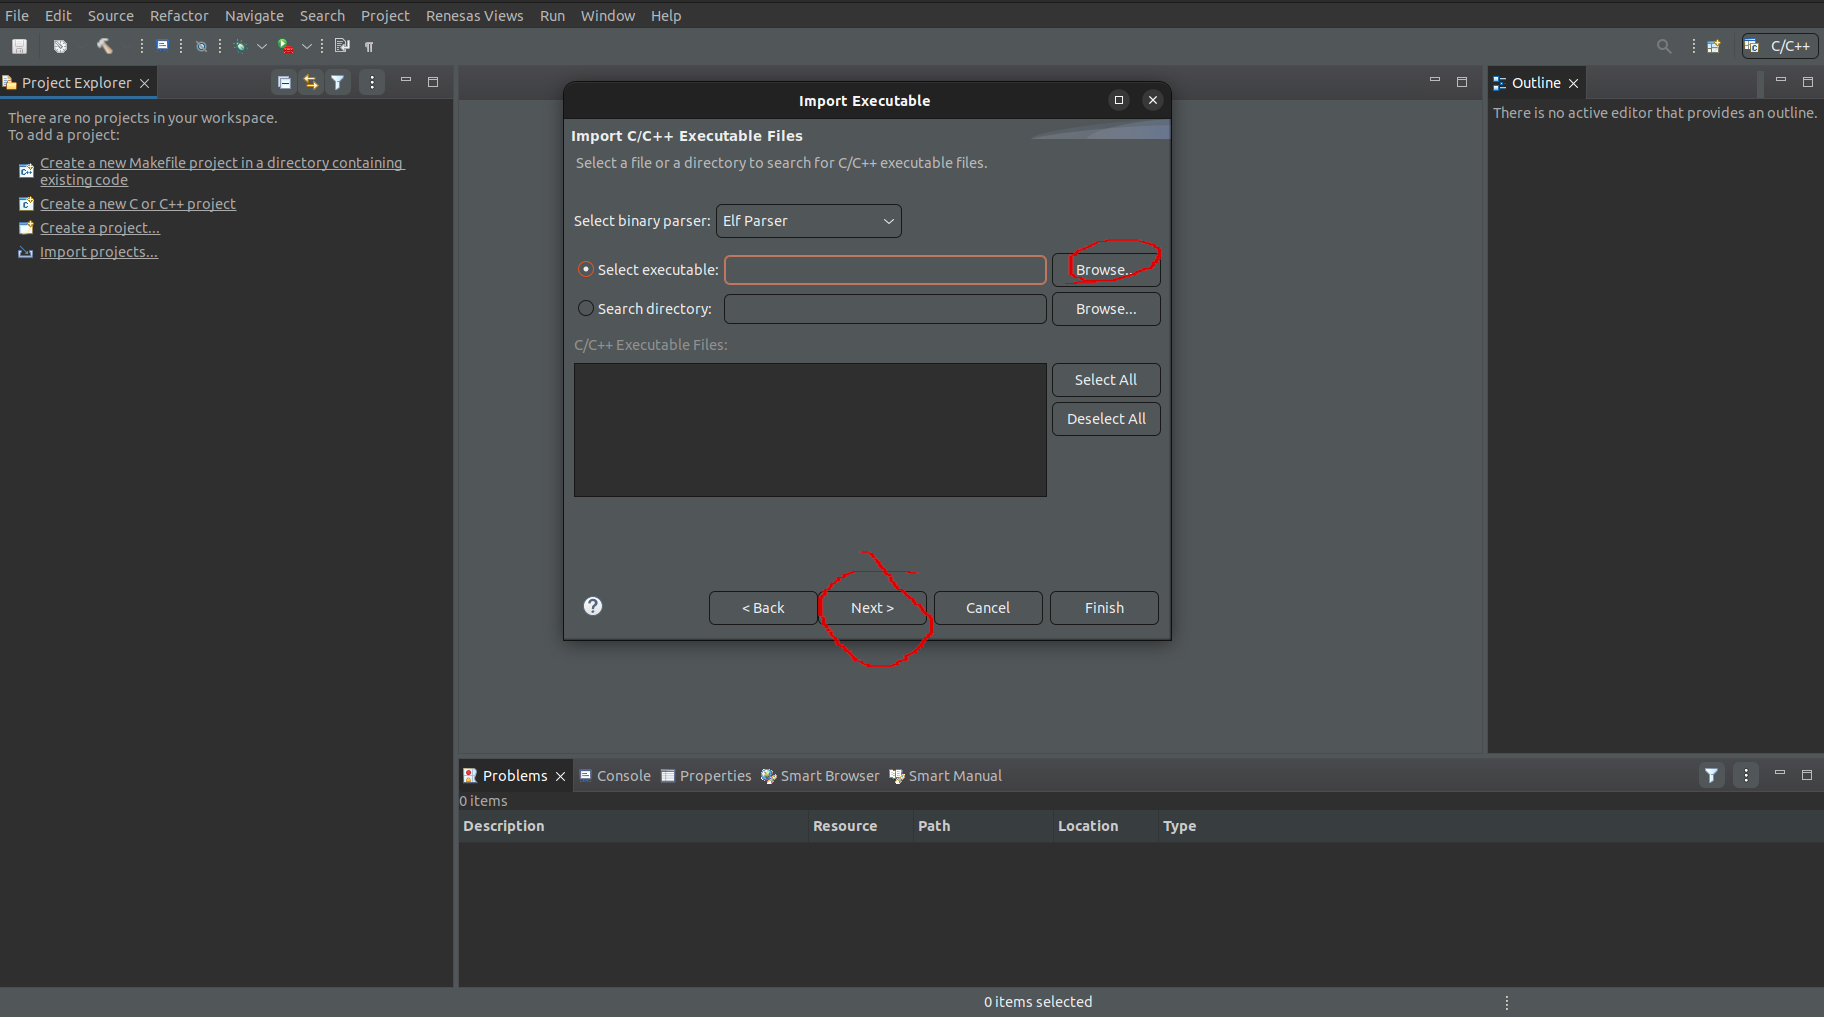 File Edit Source Refactor Navigate Search Project Renesas Views Run Window Help
C/C++
Project Explorer
There are no projects in your workspace.
To add a project:
Create a new Makefile project in a directory containing
existing code
Create a new C or C++ project
Create a project...
Import projects...
Import Executable
Import C/C++ Executable Files
Select a file or a directory to search for C/C++ executable files.
Select binary parser: Elf Parser
Select executable: Browse...
Search directory: Browse...
C/C++ Executable Files:
Select All
Deselect All
< Back Next > Cancel Finish
Outline
There is no active editor that provides an outline.
Problems Console Properties Smart Browser Smart Manual
0 items
Description Resource Path Location Type
0 items selected